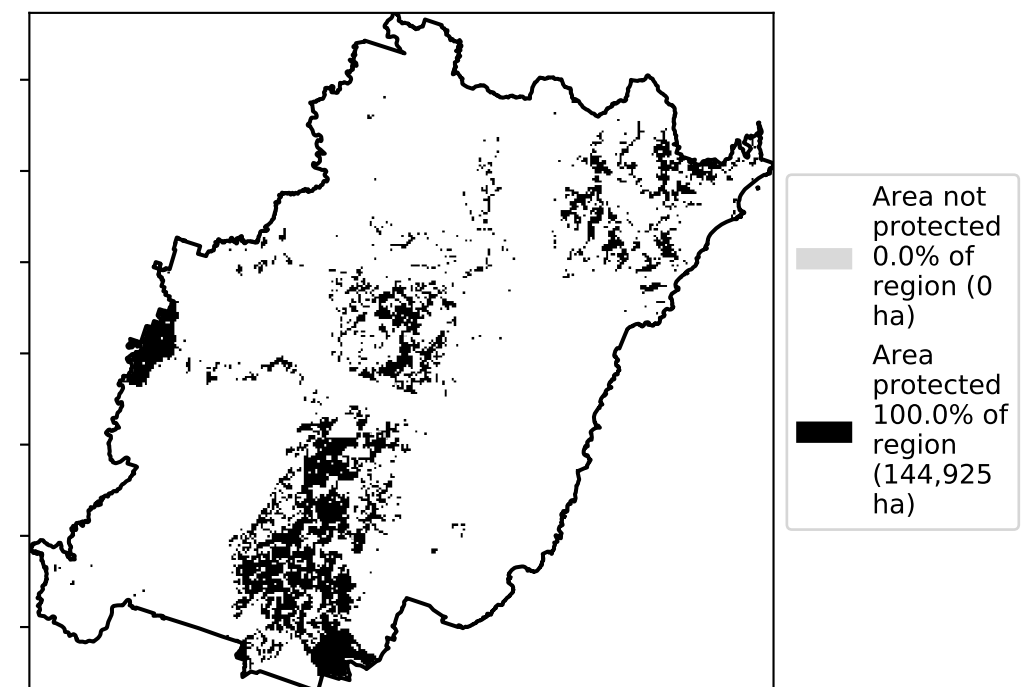 Area not
protected
0.0% of
region (0
ha)
Area
protected
100.0% of
region
(144,925
ha)